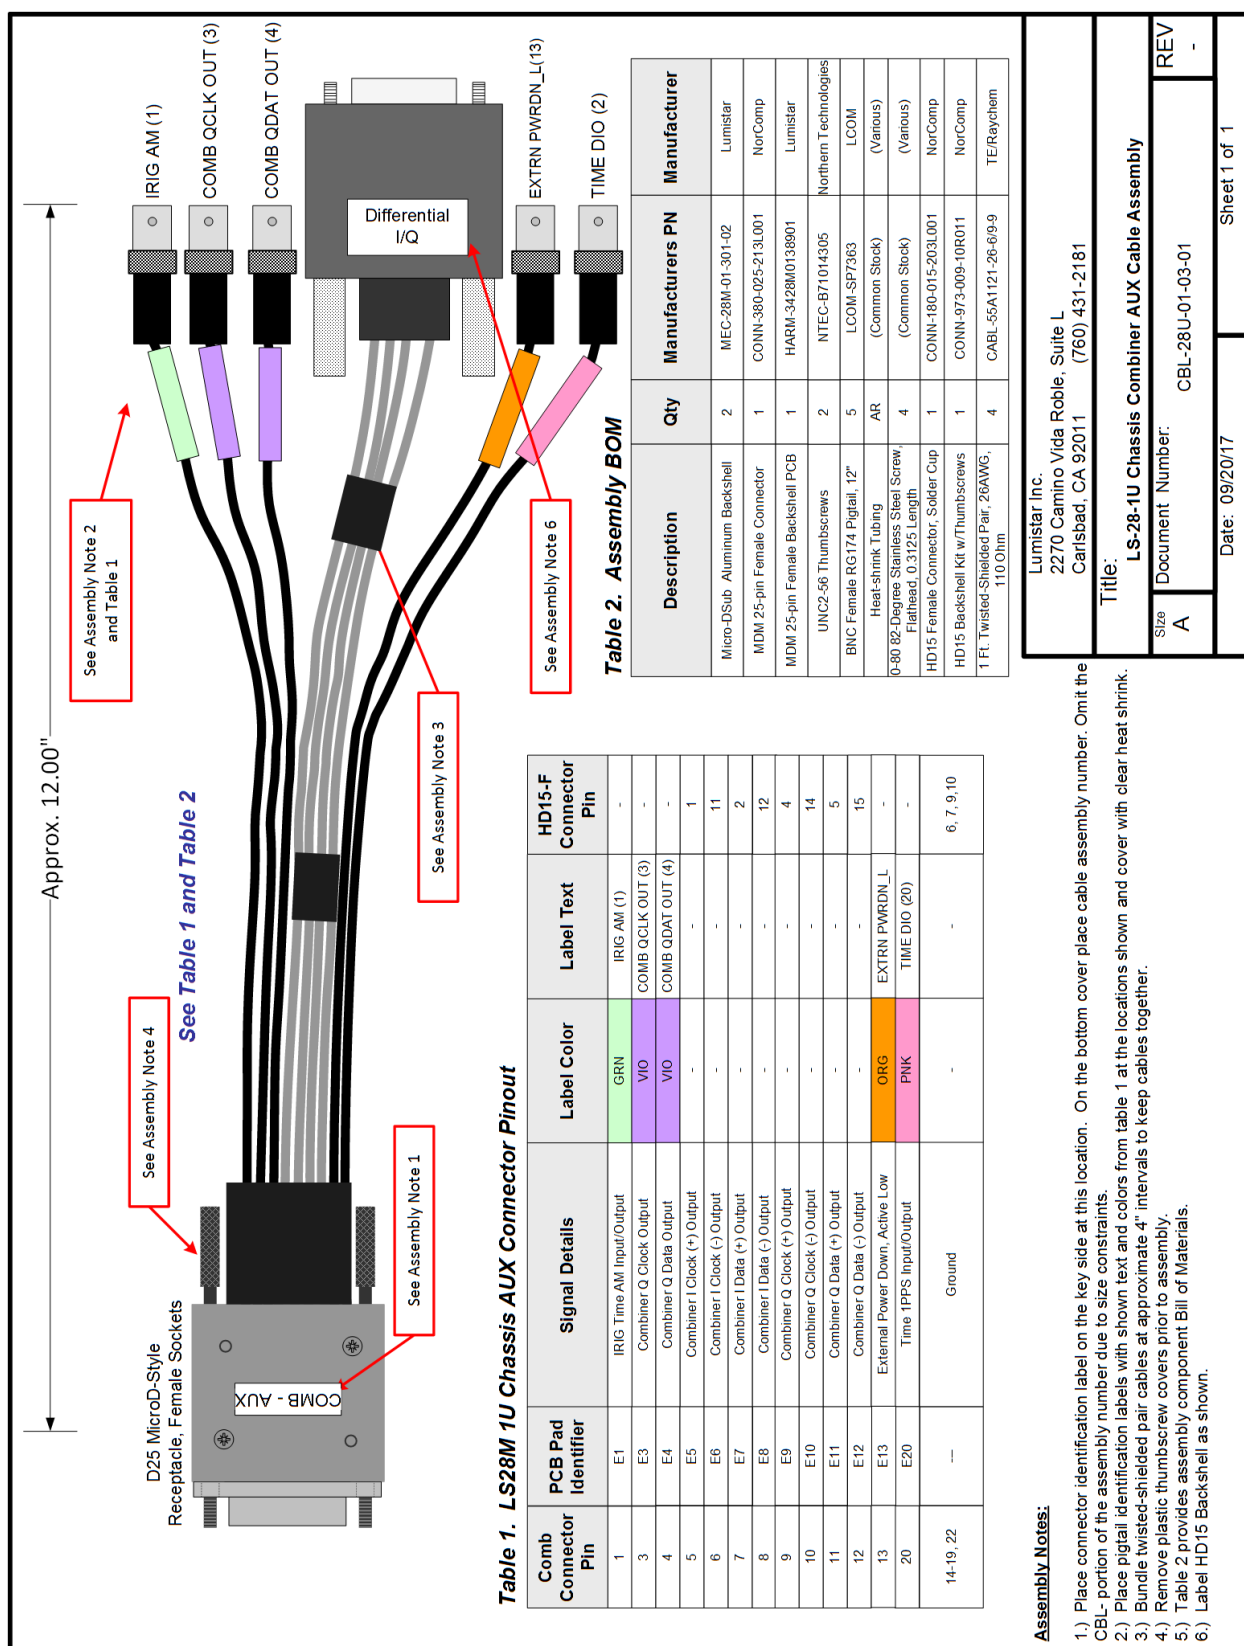 Approx. 12.00"
D25 MicroD-Style
Receptacle, Female Sockets
See Assembly Note 4
See Table 1 and Table 2
See Assembly Note 2
and Table 1
IRIG AM (1)
COMB QCLK OUT (3)
COMB QDAT OUT (4)
COMB - AUX
See Assembly Note 1
See Assembly Note 3
Differential
I/Q
See Assembly Note 6
EXTRN PWRDN_L(13)
TIME DIO (2)
Table 1.  LS28M 1U Chassis AUX Connector Pinout
Comb Connector Pin | PCB Pad Identifier | Signal Details | Label Color | Label Text | HD15-F Connector Pin
1 | E1 | IRIG Time AM Input/Output | GRN | IRIG AM (1) | -
3 | E3 | Combiner Q Clock Output | VIO | COMB QCLK OUT (3) | -
4 | E4 | Combiner Q Data Output | VIO | COMB QDAT OUT (4) | -
5 | E5 | Combiner I Clock (+) Output | - | - | 1
6 | E6 | Combiner I Clock (-) Output | - | - | 11
7 | E7 | Combiner I Data (+) Output | - | - | 2
8 | E8 | Combiner I Data (-) Output | - | - | 12
9 | E9 | Combiner Q Clock (+) Output | - | - | 4
10 | E10 | Combiner Q Clock (-) Output | - | - | 14
11 | E11 | Combiner Q Data (+) Output | - | - | 5
12 | E12 | Combiner Q Data (-) Output | - | - | 15
13 | E13 | External Power Down, Active Low | ORG | EXTRN PWRDN_L | -
20 | E20 | Time 1PPS Input/Output | PNK | TIME DIO (20) | -
14-19, 22 | --- | Ground | - | - | 6, 7, 9,10
Table 2.  Assembly BOM
Description | Qty | Manufacturers PN | Manufacturer
Micro-DSub Aluminum Backshell | 2 | MEC-28M-01-301-02 | Lumistar
MDM 25-pin Female Connector | 1 | CONN-380-025-213L001 | NorComp
MDM 25-pin Female Backshell PCB | 1 | HARM-3428M0138901 | Lumistar
UNC2-56 Thumbscrews | 2 | NTEC-B71014305 | Northern Technologies
BNC Female RG174 Pigtail, 12" | 5 | LCOM-SP7363 | LCOM
Heat-shrink Tubing | AR | (Common Stock) | (Various)
0-80 82-Degree Stainless Steel Screw, Flathead, 0.3125 Length | 4 | (Common Stock) | (Various)
HD15 Female Connector, Solder Cup | 1 | CONN-180-015-203L001 | NorComp
HD15 Backshell Kit w/Thumbscrews | 1 | CONN-973-009-10R011 | NorComp
1 Ft. Twisted-Shielded Pair, 26AWG, 110 Ohm | 4 | CABL-55A1121-26-6/9-9 | TE/Raychem
Assembly Notes:
1.) Place connector identification label on the key side at this location.  On the bottom cover place cable assembly number. Omit the
CBL- portion of the assembly number due to size constraints.
2.) Place pigtail identification labels with shown text and colors from table 1 at the locations shown and cover with clear heat shrink.
3.) Bundle twisted-shielded pair cables at approximate 4" intervals to keep cables together.
4.) Remove plastic thumbscrew covers prior to assembly.
5.) Table 2 provides assembly component Bill of Materials.
6.) Label HD15 Backshell as shown.
Lumistar Inc.
2270 Camino Vida Roble, Suite L
Carlsbad, CA 92011    (760) 431-2181
Title:
LS-28-1U Chassis Combiner AUX Cable Assembly
Size
A
Document Number:
CBL-28U-01-03-01
REV
-
Date: 09/20/17
Sheet 1 of 1